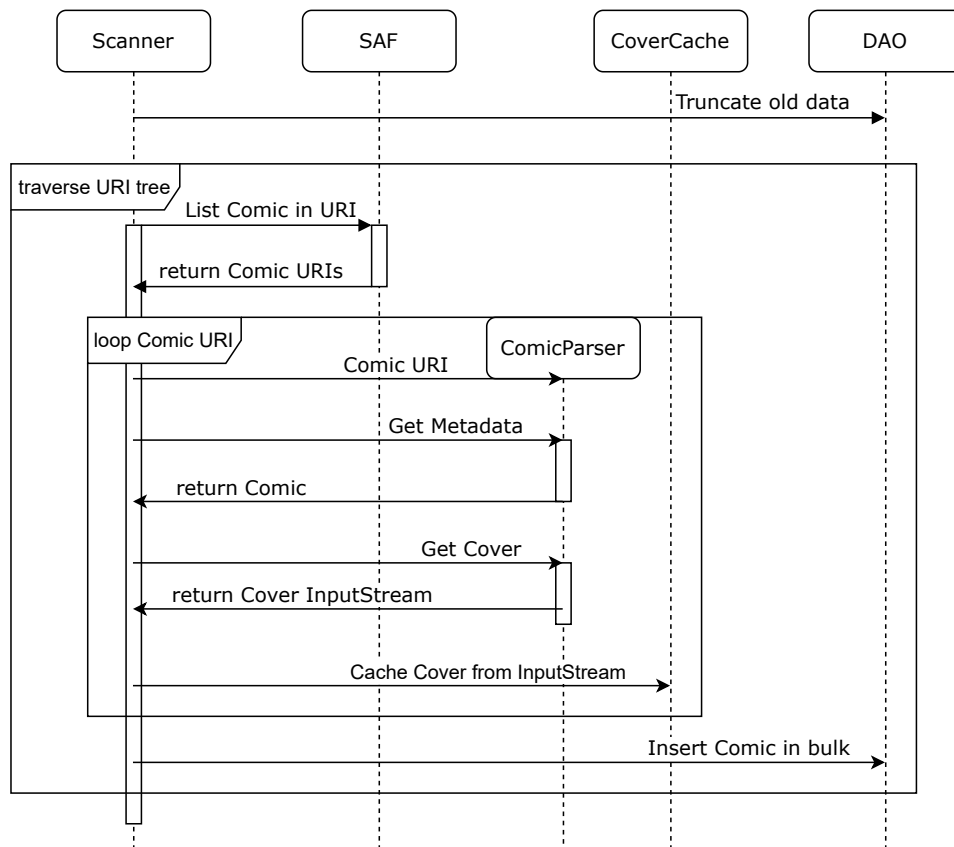 Scanner
SAF
CoverCache
DAO
Truncate old data
traverse URI tree
List Comic in URI
return Comic URIs
loop Comic URI
ComicParser
Comic URI
Get Metadata
return Comic
Get Cover
return Cover InputStream
Cache Cover from InputStream
Insert Comic in bulk